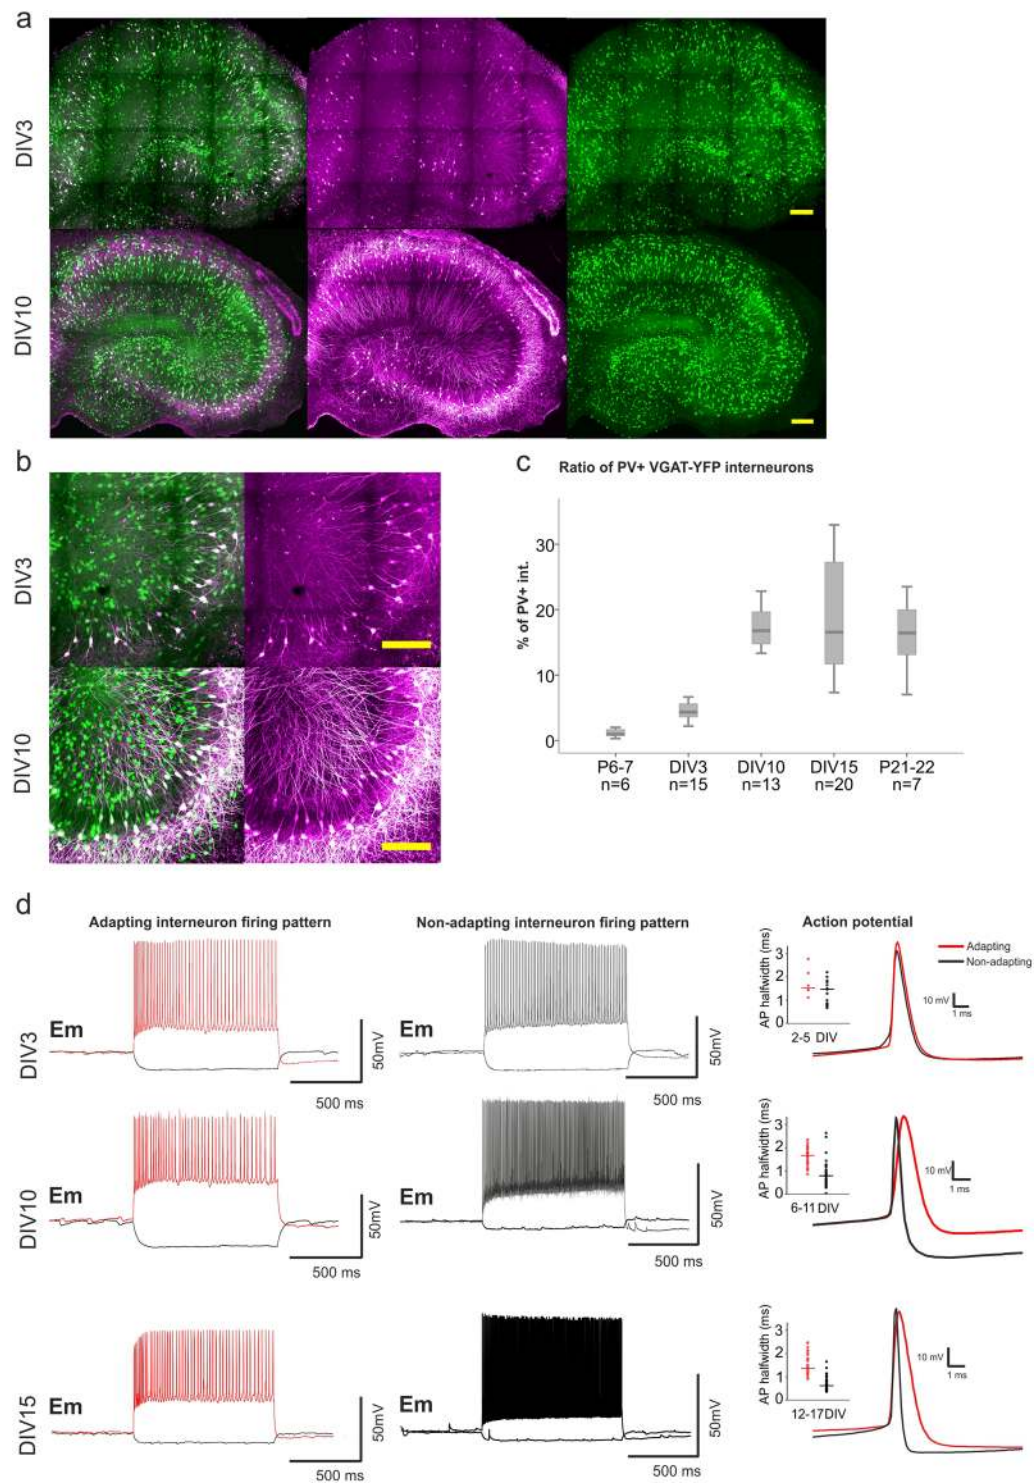 a
DIV3
DIV10
b
DIV3
DIV10
c
Ratio of PV+ VGAT-YFP interneurons
% of PV+ int.
30
20
10
0
P6-7 DIV3 DIV10 DIV15 P21-22
n=6 n=15 n=13 n=20 n=7
d
Adapting interneuron firing pattern
Non-adapting interneuron firing pattern
Action potential
DIV3
Em
50mV
500 ms
Em
50mV
500 ms
AP halfwidth (ms)
3
2
1
0
2-5 DIV
Adapting
Non-adapting
10 mV
1 ms
DIV10
Em
50mV
500 ms
Em
50mV
500 ms
AP halfwidth (ms)
3
2
1
0
6-11 DIV
10 mV
1 ms
DIV15
Em
50mV
500 ms
Em
50mV
500 ms
AP halfwidth (ms)
3
2
1
0
12-17DIV
10 mV
1 ms